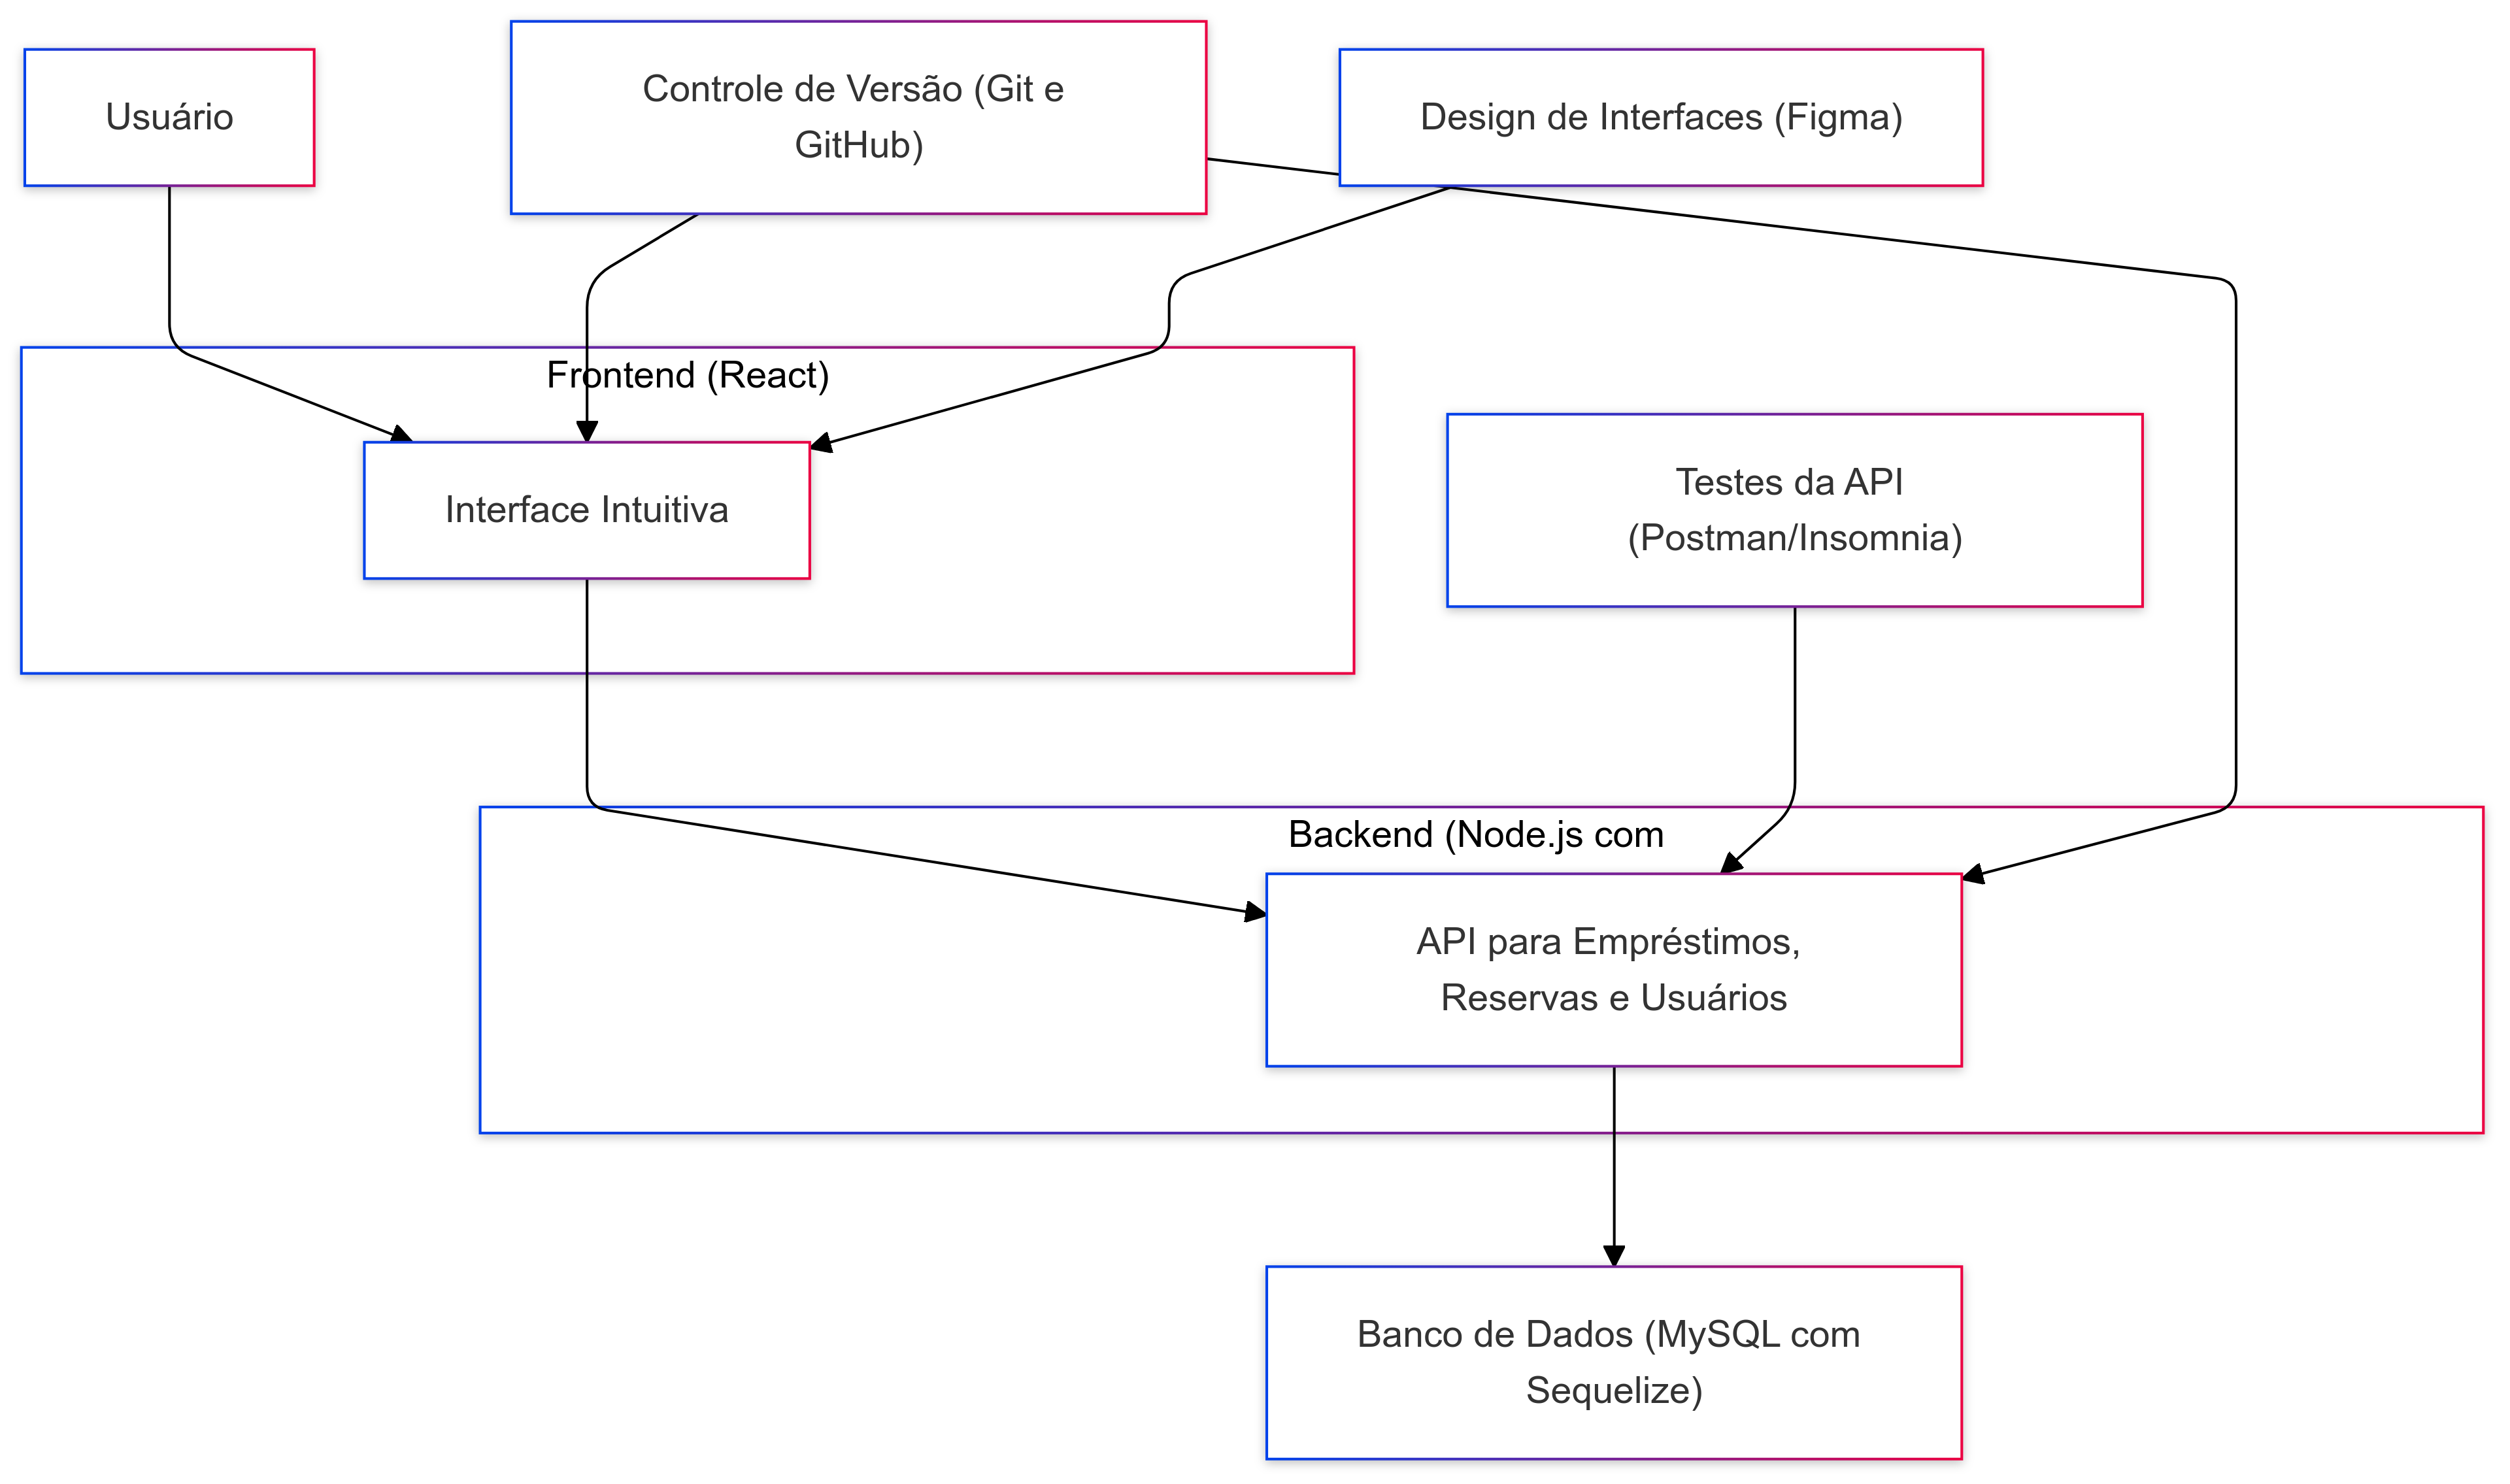 Usuário
Controle de Versão (Git e
GitHub)
Design de Interfaces (Figma)
Frontend (React)
Interface Intuitiva
Testes da API
(Postman/Insomnia)
Backend (Node.js com
API para Empréstimos,
Reservas e Usuários
Banco de Dados (MySQL com
Sequelize)